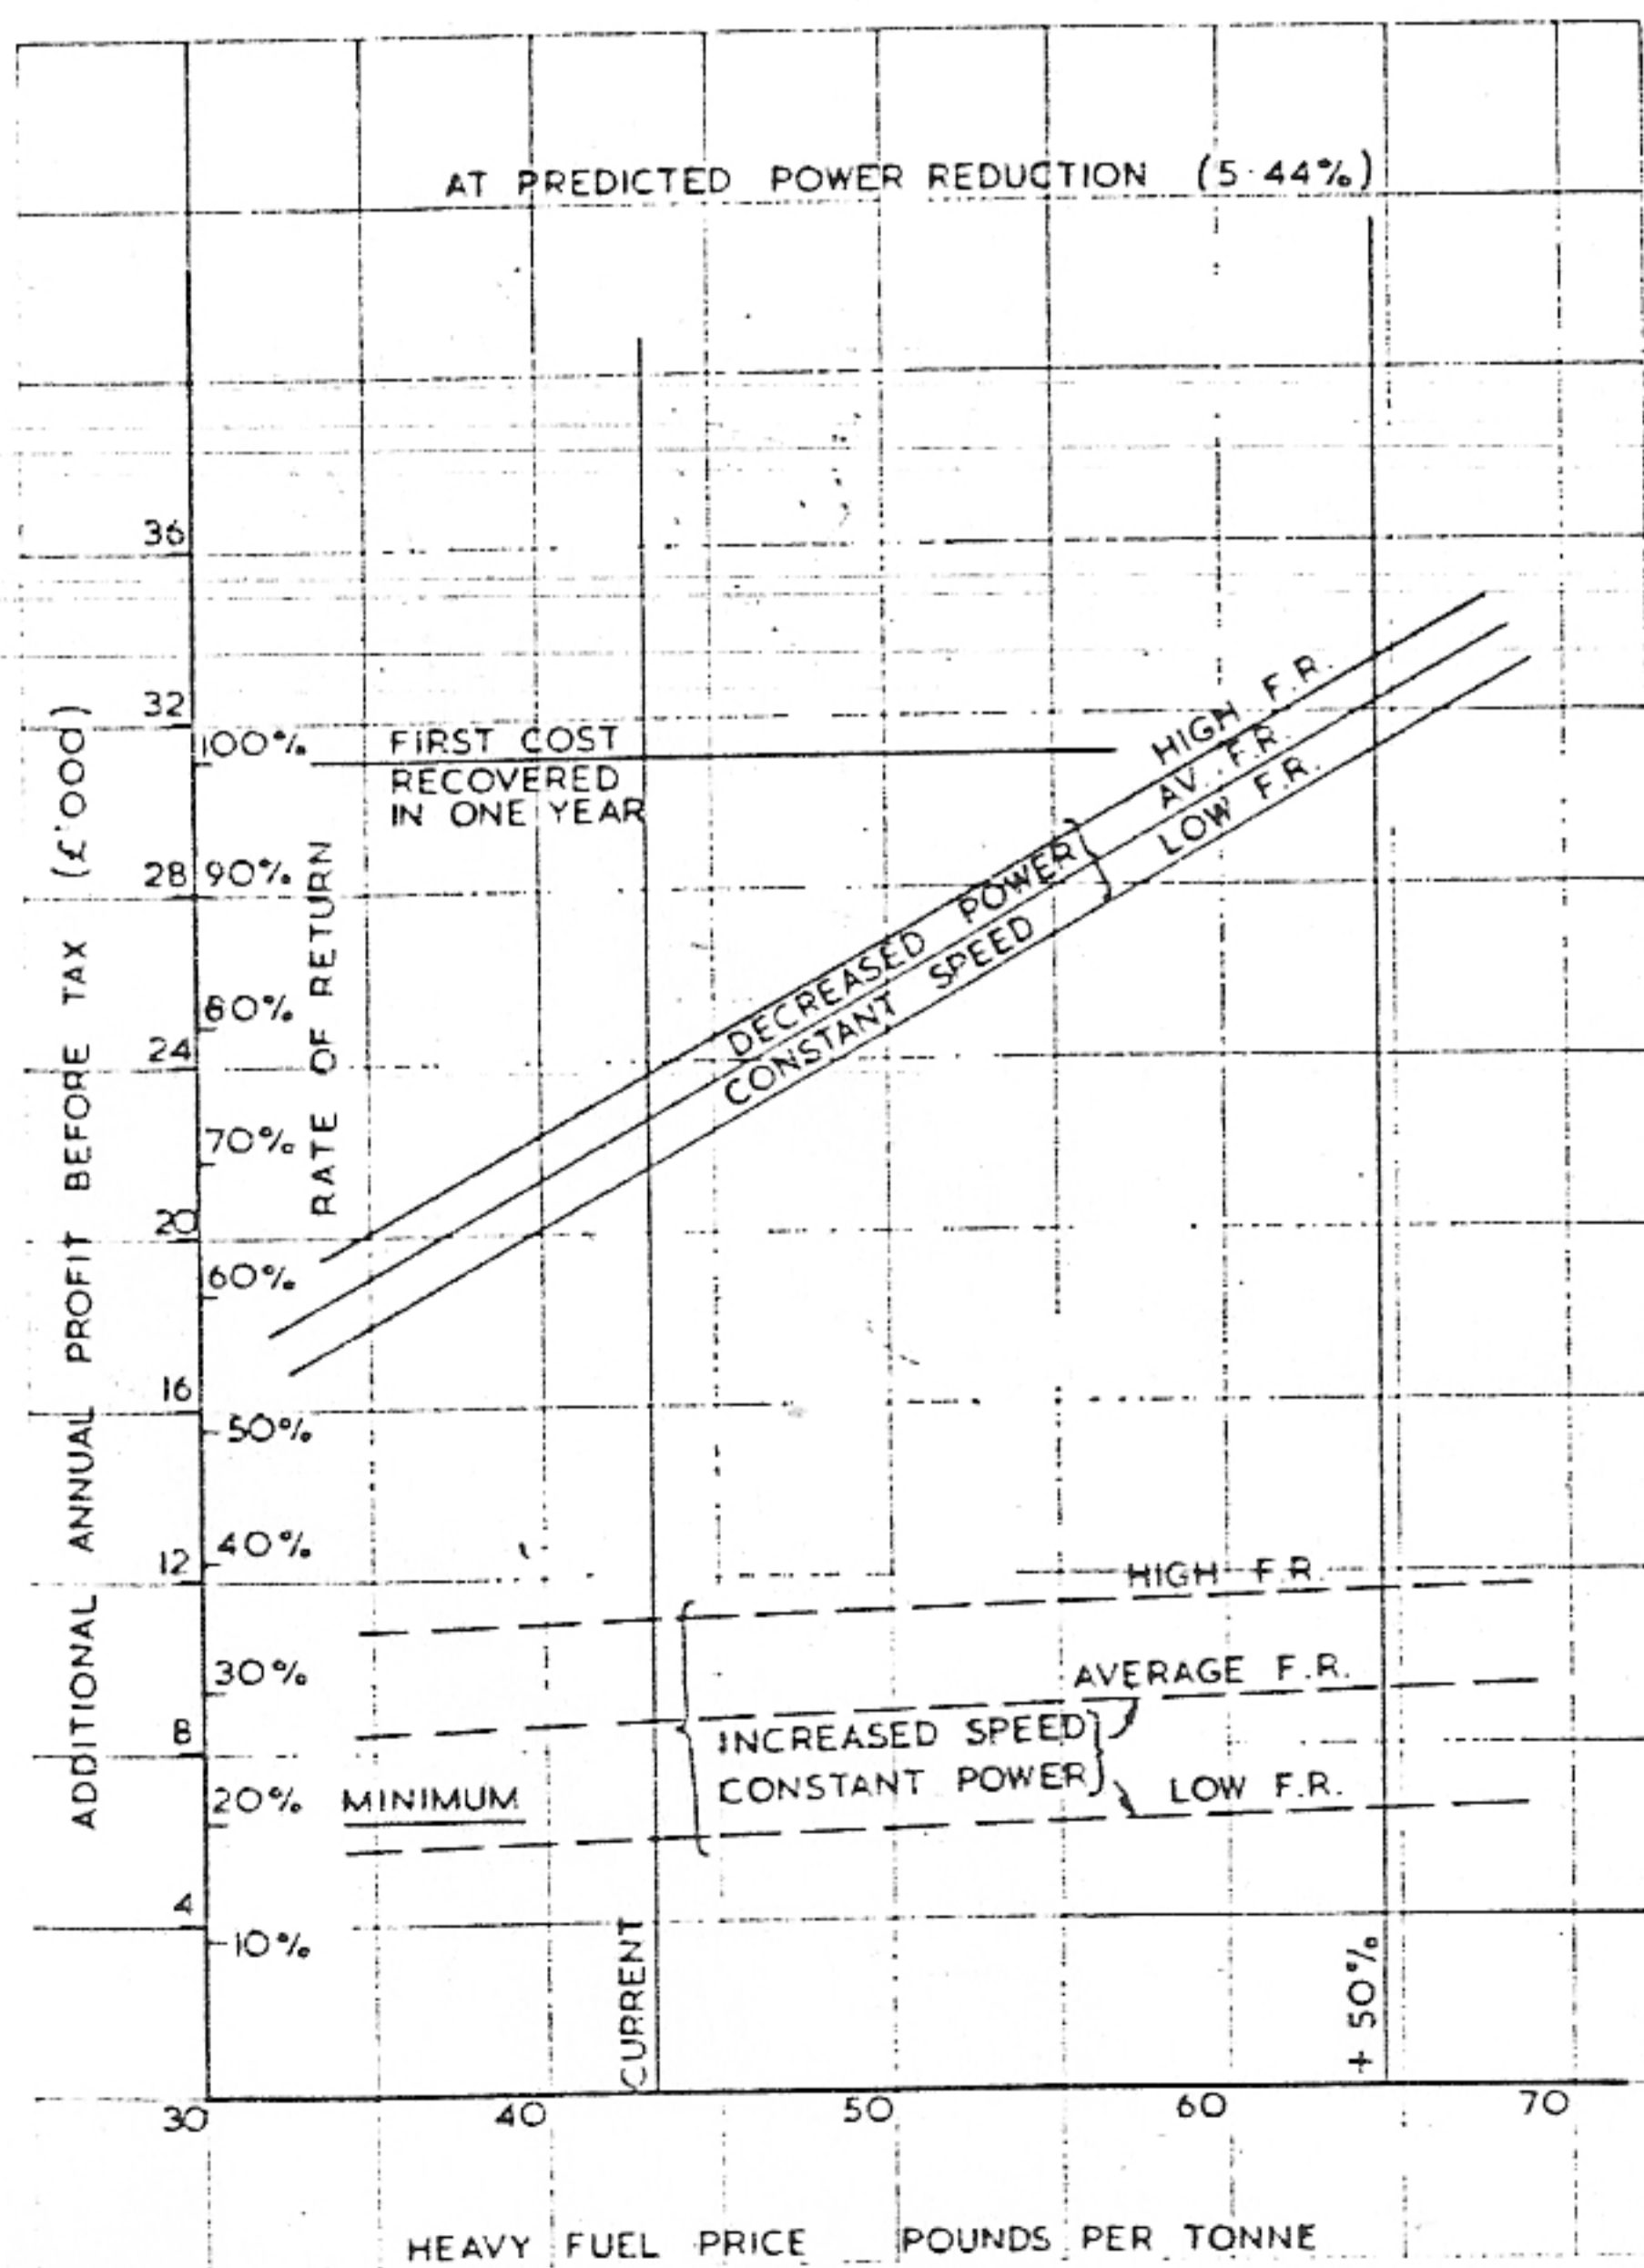 AT PREDICTED POWER REDUCTION (5·44%)
36
32
100%
FIRST COST
RECOVERED
IN ONE YEAR
HIGH F.R.
AV. F.R.
LOW F.R.
28
90%
DECREASED POWER
CONSTANT SPEED
80%
24
70%
20
60%
16
50%
12
40%
HIGH F.R.
30%
AVERAGE F.R.
8
INCREASED SPEED
CONSTANT POWER
20%
MINIMUM
LOW F.R.
4
10%
RATE OF RETURN
ADDITIONAL ANNUAL PROFIT BEFORE TAX (£'000)
CURRENT
+ 50%
30 40 50 60 70
HEAVY FUEL PRICE POUNDS PER TONNE